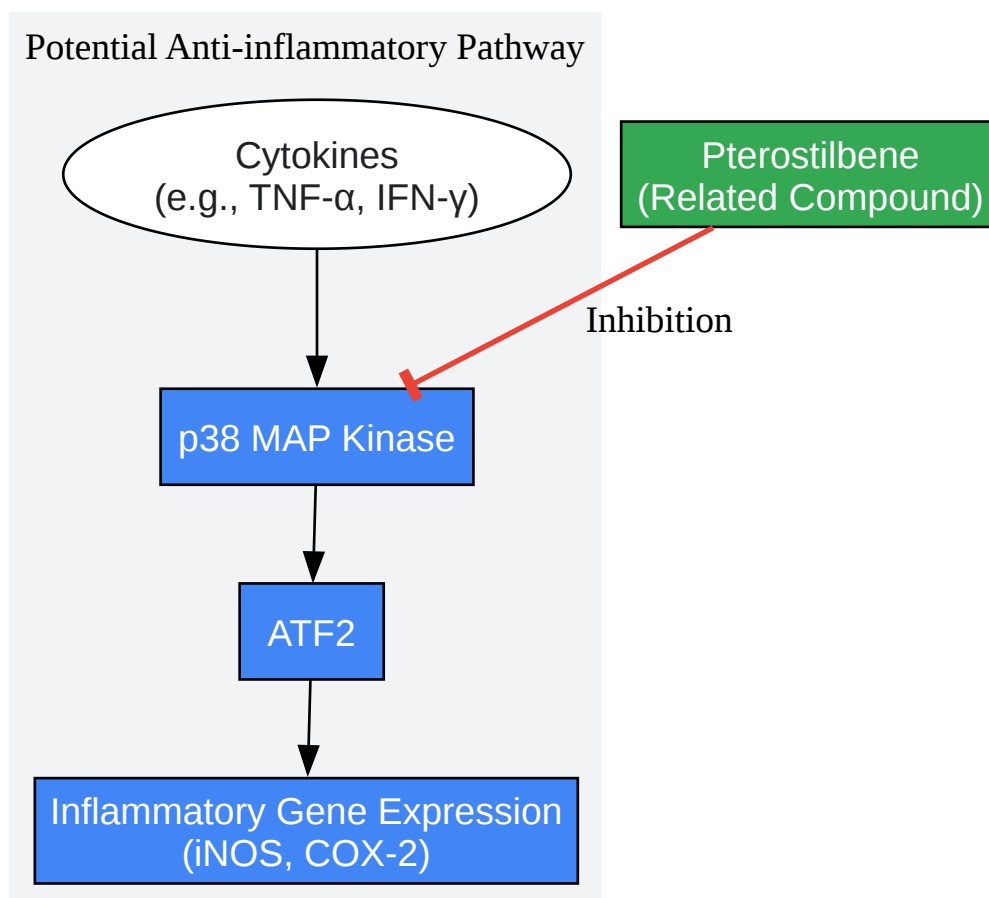 Potential Anti-inflammatory Pathway
Cytokines
(e.g., TNF-α, IFN-γ)
Pterostilbene
(Related Compound)
Inhibition
p38 MAP Kinase
ATF2
Inflammatory Gene Expression
(iNOS, COX-2)